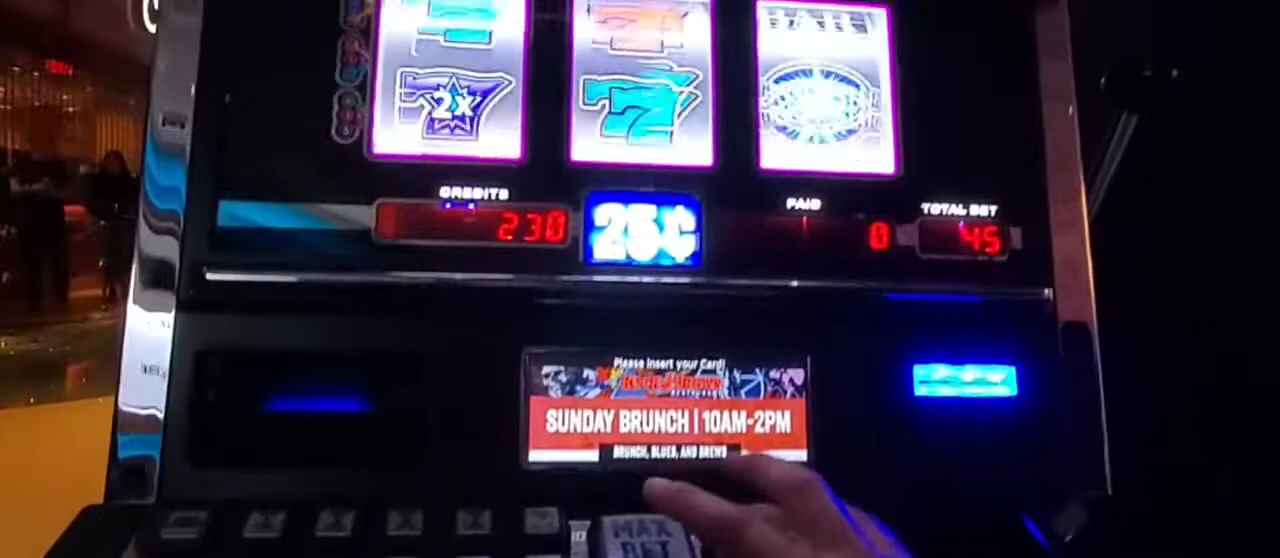 2X
CREDITS
230
25¢
PAID
0
TOTAL BET
45
Please Insert your Card!
SUNDAY BRUNCH | 10AM-2PM
BRUNCH, BLUES, AND BREWS
MAX
BET